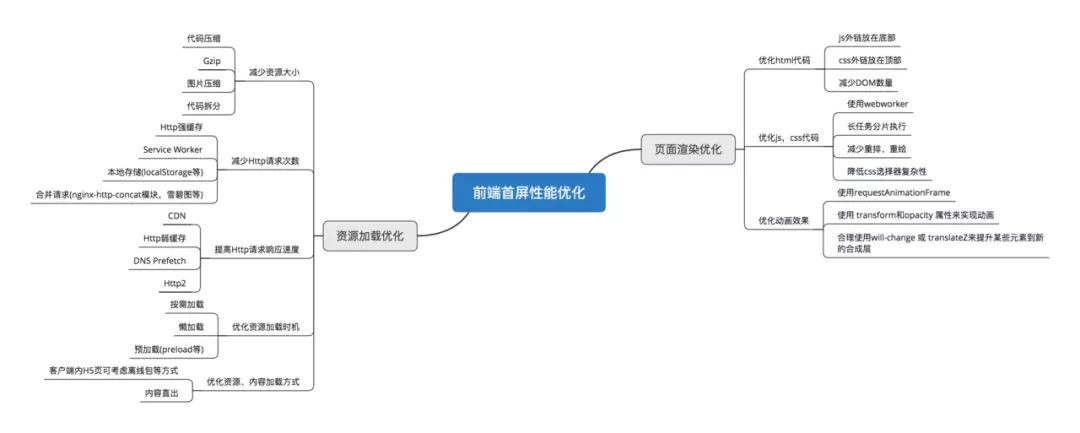 前端首屏性能优化
资源加载优化
减少资源大小
代码压缩
Gzip
图片压缩
代码拆分
减少Http请求次数
Http强缓存
Service Worker
本地存储(localStorage等)
合并请求(nginx-http-concat模块，雪碧图等)
提高Http请求响应速度
CDN
Http弱缓存
DNS Prefetch
Http2
优化资源加载时机
按需加载
懒加载
预加载(preload等)
优化资源、内容加载方式
客户端内H5页可考虑离线包等方式
内容直出
页面渲染优化
优化html代码
js外链放在底部
css外链放在顶部
减少DOM数量
优化js，css代码
使用webworker
长任务分片执行
减少重排、重绘
降低css选择器复杂性
优化动画效果
使用requestAnimationFrame
使用 transform和opacity 属性来实现动画
合理使用will-change 或 translateZ来提升某些元素到新
的合成层